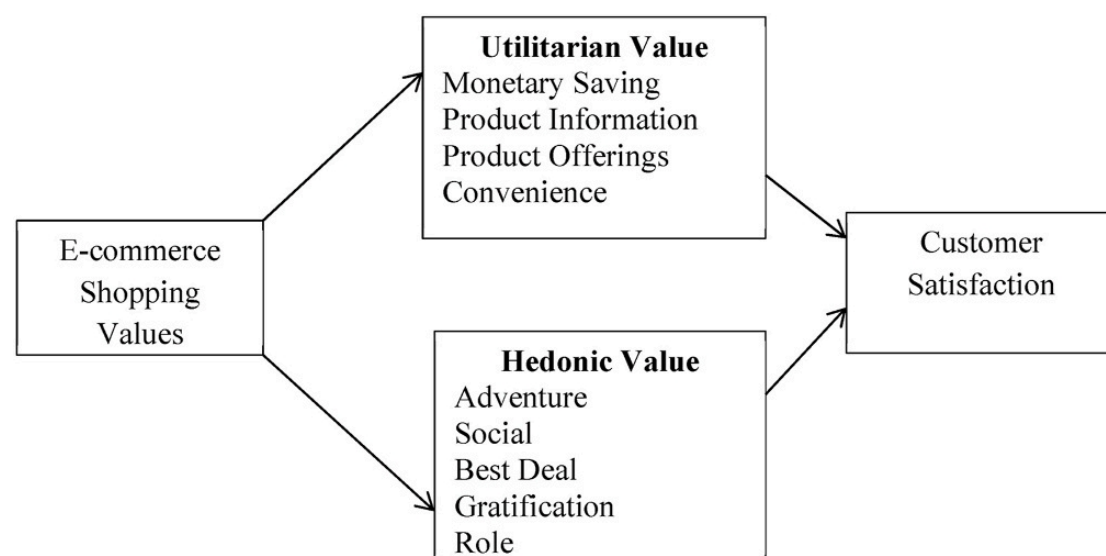 E-commerce
Shopping
Values
Utilitarian Value
Monetary Saving
Product Information
Product Offerings
Convenience
Hedonic Value
Adventure
Social
Best Deal
Gratification
Role
Customer
Satisfaction